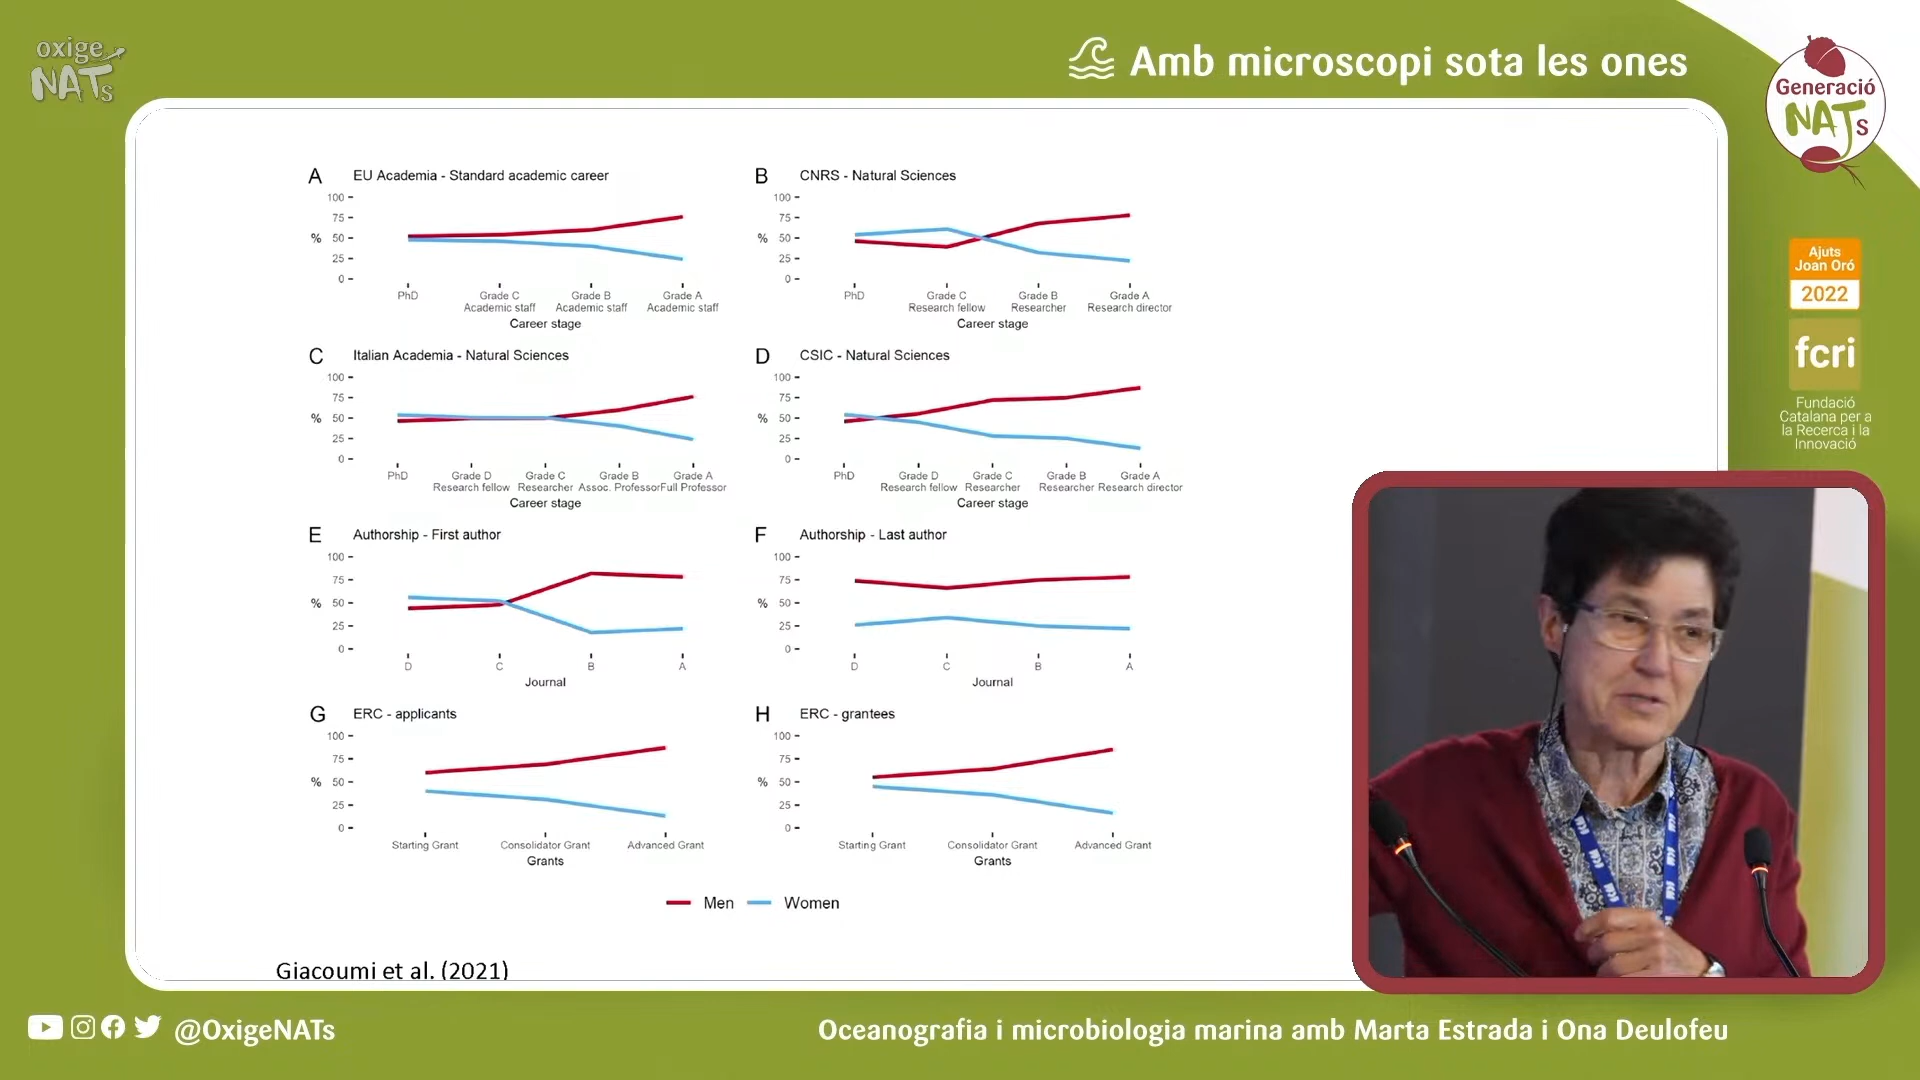 oxige
NATs
Amb microscopi sota les ones
Generació
NATs
Ajuts
Joan Oró
2022
fcri
Fundació
Catalana per a
la Recerca i la
Innovació
A EU Academia - Standard academic career
100
75
% 50
25
0
PhD Grade C Grade B Grade A
Academic staff Academic staff Academic staff
Career stage
B CNRS - Natural Sciences
100
75
% 50
25
0
PhD Grade C Grade B Grade A
Research fellow Researcher Research director
Career stage
C Italian Academia - Natural Sciences
100
75
% 50
25
0
PhD Grade D Grade C Grade B Grade A
Research fellow Researcher Assoc. Professor Full Professor
Career stage
D CSIC - Natural Sciences
100
75
% 50
25
0
PhD Grade D Grade C Grade B Grade A
Research fellow Researcher Researcher Research director
Career stage
E Authorship - First author
100
75
% 50
25
0
D C B A
Journal
F Authorship - Last author
100
75
% 50
25
0
D C B A
Journal
G ERC - applicants
100
75
% 50
25
0
Starting Grant Consolidator Grant Advanced Grant
Grants
H ERC - grantees
100
75
% 50
25
0
Starting Grant Consolidator Grant Advanced Grant
Grants
Men Women
Giacoumi et al. (2021)
@OxigeNATs
Oceanografia i microbiologia marina amb Marta Estrada i Ona Deulofeu